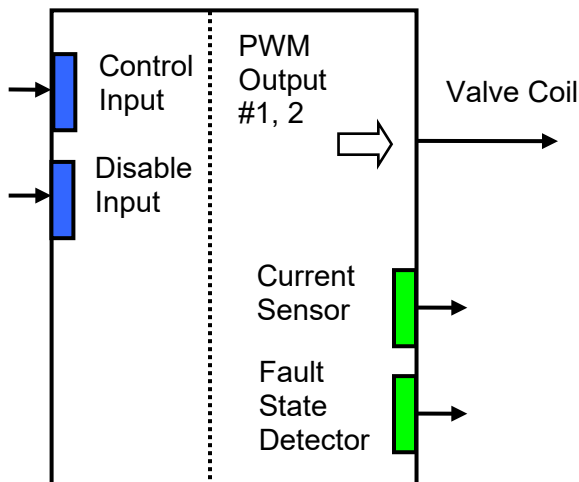 Control
Input
Disable
Input
PWM
Output
#1, 2
Valve Coil
Current
Sensor
Fault
State
Detector